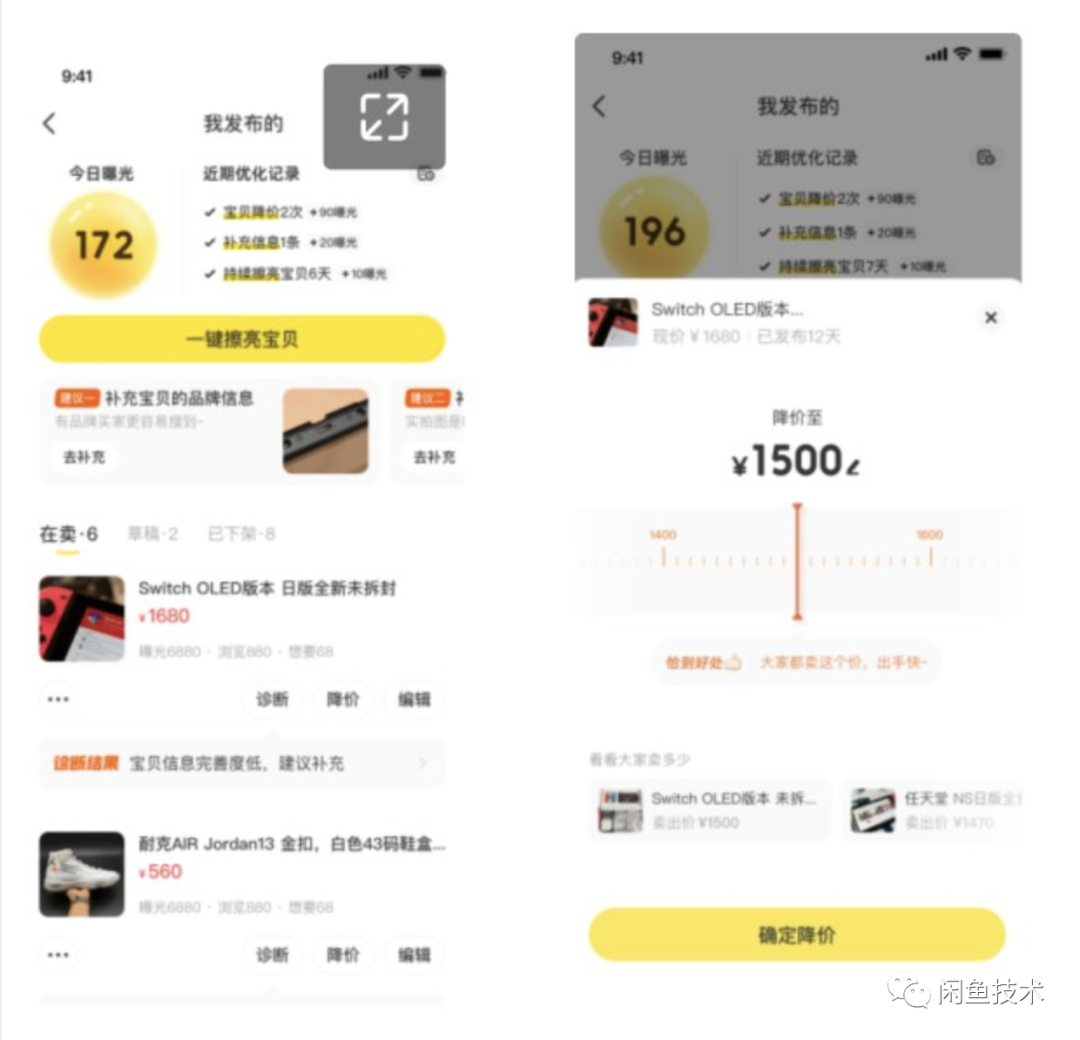 9:41
我发布的
今日曝光
172
近期优化记录
宝贝降价2次 +90曝光
补充信息1条 +20曝光
持续擦亮宝贝6天 +10曝光
一键擦亮宝贝
建议一 补充宝贝的品牌信息
有品牌买家更容易搜到~
去补充
建议二 补
实拍图是
去补充
在卖·6 草稿·2 已下架·8
Switch OLED版本 日版全新未拆封
¥1680
曝光6880 · 浏览880 · 想要68
诊断 降价 编辑
诊断结果 宝贝信息完善度低，建议补充
耐克AIR Jordan13 金扣，白色43码鞋盒...
¥560
曝光6880 · 浏览880 · 想要68
诊断 降价 编辑
9:41
我发布的
今日曝光
196
近期优化记录
宝贝降价2次 +90曝光
补充信息1条 +20曝光
持续擦亮宝贝7天 +10曝光
Switch OLED版本...
现价 ¥1680 | 已发布12天
降价至
¥1500
1400 1600
恰到好处 大家都卖这个价，出手快~
看看大家卖多少
Switch OLED版本 未拆...
卖出价 ¥1500
任天堂 NS日版全
卖出价 ¥1470
确定降价
闲鱼技术